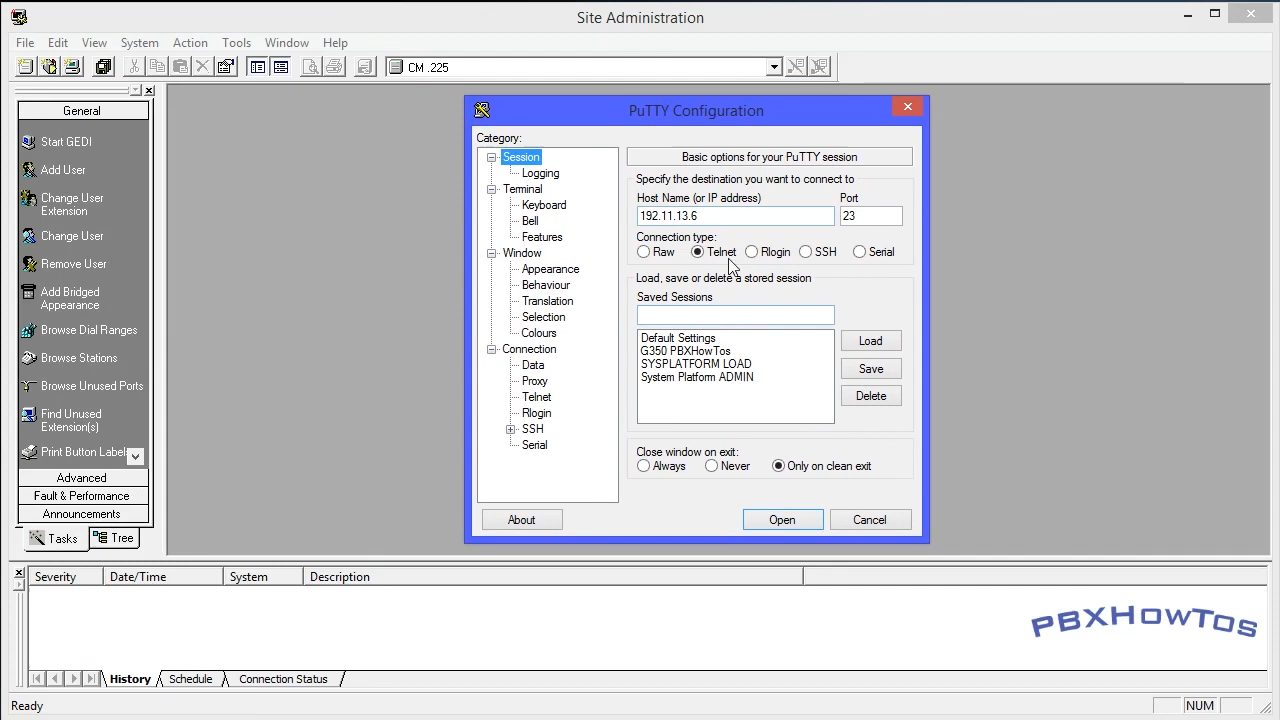 Site Administration
File Edit View System Action Tools Window Help
CM .225
General
Start GEDI
Add User
Change User
Extension
Change User
Remove User
Add Bridged
Appearance
Browse Dial Ranges
Browse Stations
Browse Unused Ports
Find Unused
Extension(s)
Print Button Labels
Advanced
Fault & Performance
Announcements
Tasks Tree
PuTTY Configuration
Category:
Session
Logging
Terminal
Keyboard
Bell
Features
Window
Appearance
Behaviour
Translation
Selection
Colours
Connection
Data
Proxy
Telnet
Rlogin
SSH
Serial
Basic options for your PuTTY session
Specify the destination you want to connect to
Host Name (or IP address) Port
192.11.13.6 23
Connection type:
Raw Telnet Rlogin SSH Serial
Load, save or delete a stored session
Saved Sessions
Default Settings
G350 PBXHowTos
SYSPLATFORM LOAD
System Platform ADMIN
Load
Save
Delete
Close window on exit:
Always Never Only on clean exit
About Open Cancel
Severity Date/Time System Description
PBXHowTos
History Schedule Connection Status
Ready NUM